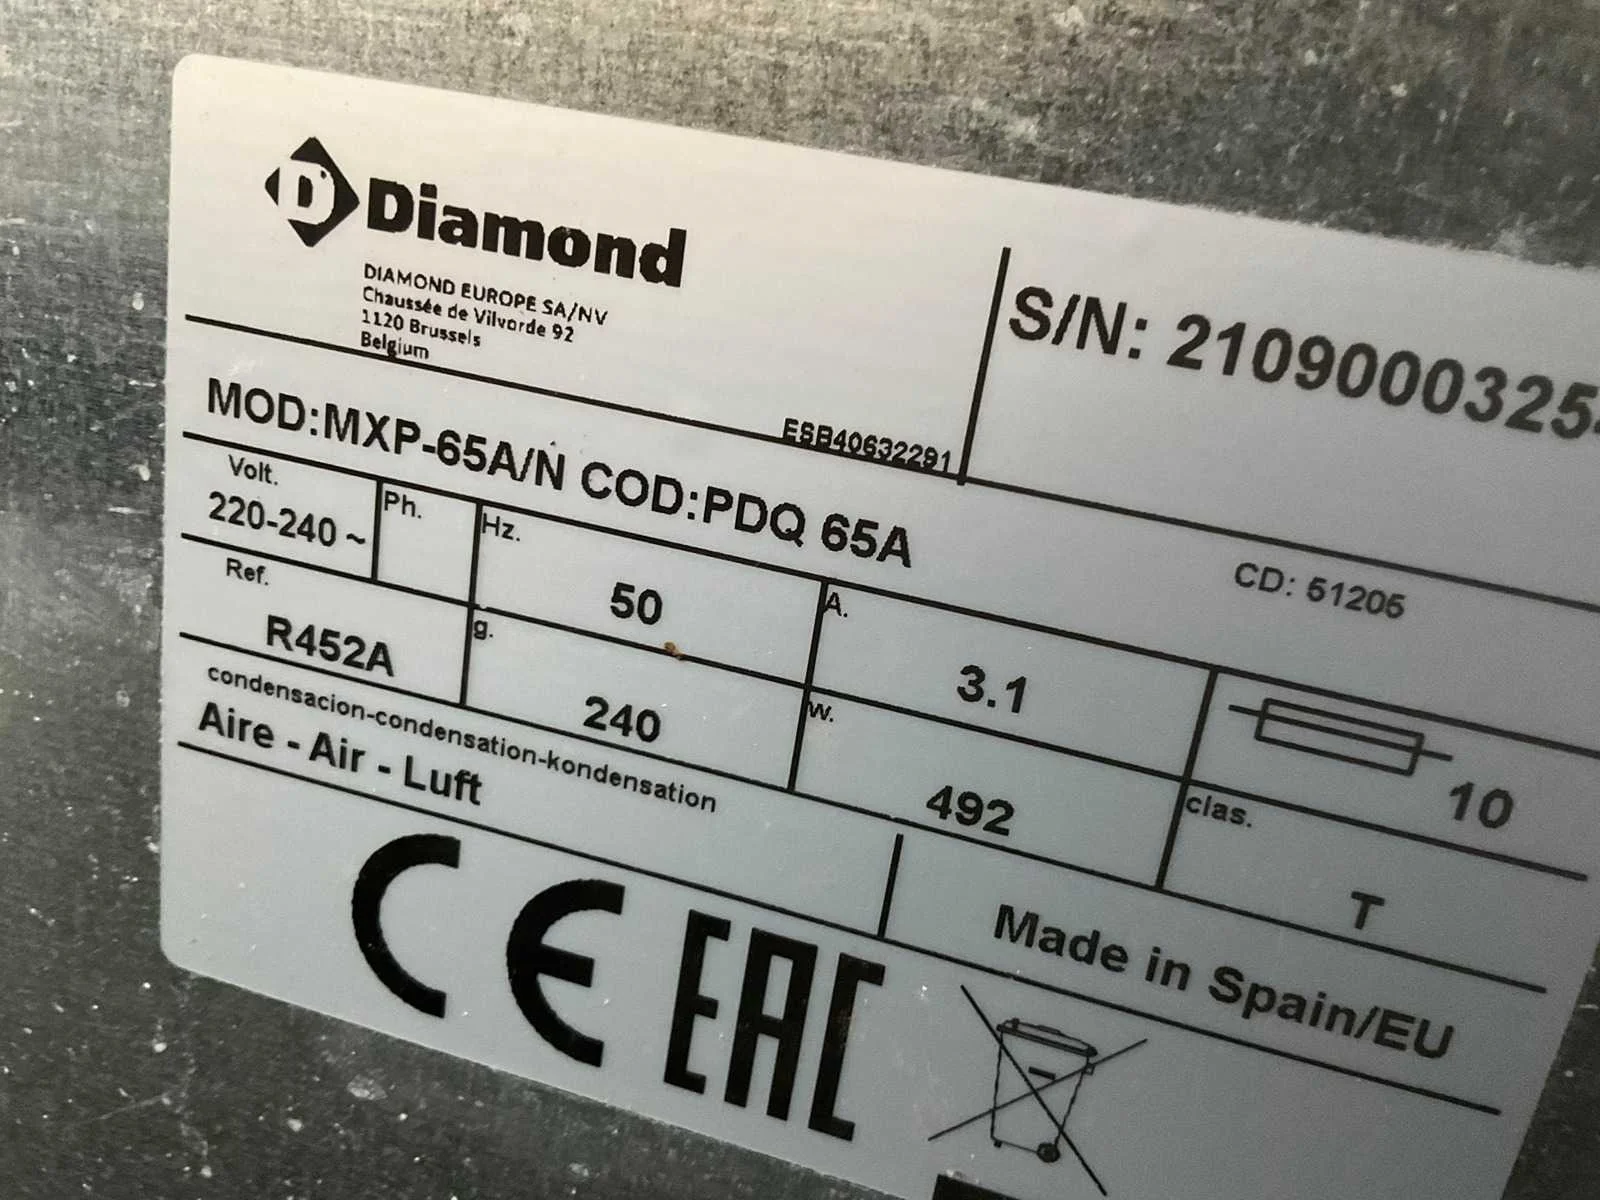 Diamond
DIAMOND EUROPE SA/NV
Chaussée de Vilvorde 92
1120 Brussels
Belgium
ESB40632291
S/N: 2109000325
MOD:MXP-65A/N COD:PDQ 65A
CD: 51205
Volt.
220-240 ~
Ph.
Hz.
50
A.
3.1
10
Ref.
R452A
g.
240
w.
492
clas.
T
condensacion-condensation-kondensation
Aire - Air - Luft
Made in Spain/EU
CE EAC